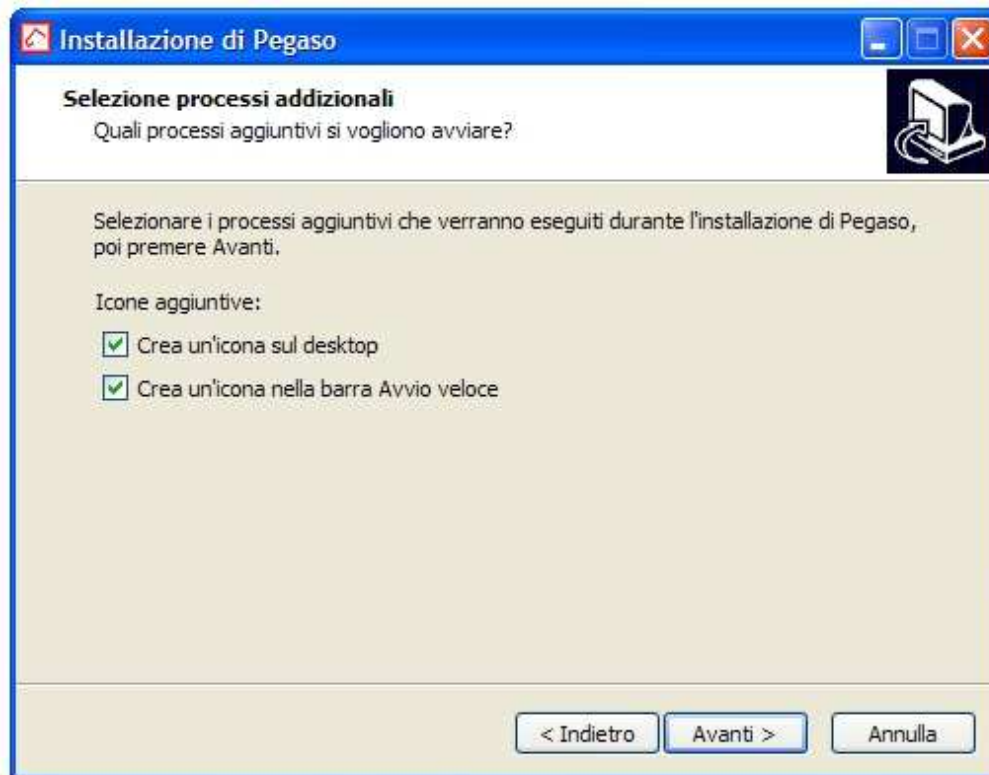 Installazione di Pegaso
Selezione processi addizionali
Quali processi aggiuntivi si vogliono avviare?
Selezionare i processi aggiuntivi che verranno eseguiti durante l'installazione di Pegaso,
poi premere Avanti.
Icone aggiuntive:
Crea un'icona sul desktop
Crea un'icona nella barra Avvio veloce
< Indietro
Avanti >
Annulla